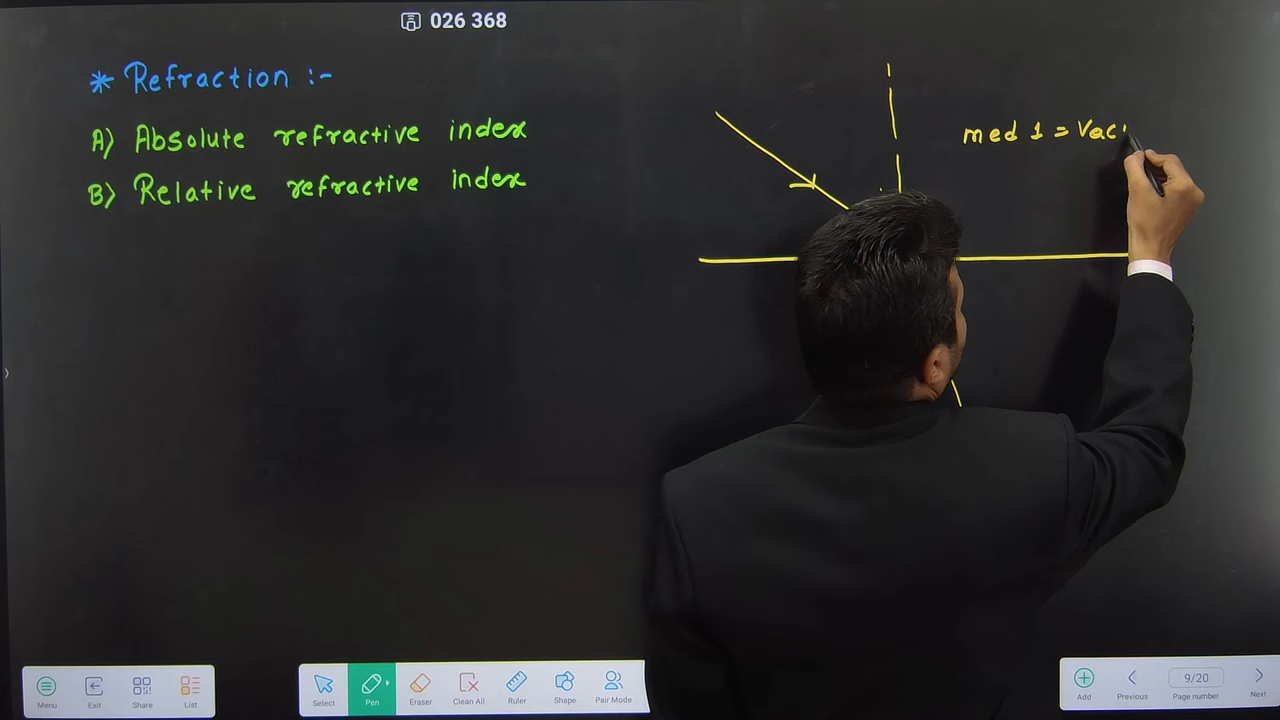 026 368
* Refraction :-
A) Absolute refractive index
B) Relative refractive index
med 1 = Vac
Menu Exit Share List
Select Pen Eraser Clean All Ruler Shape Pair Mode
Add Previous 9/20 Page number Next